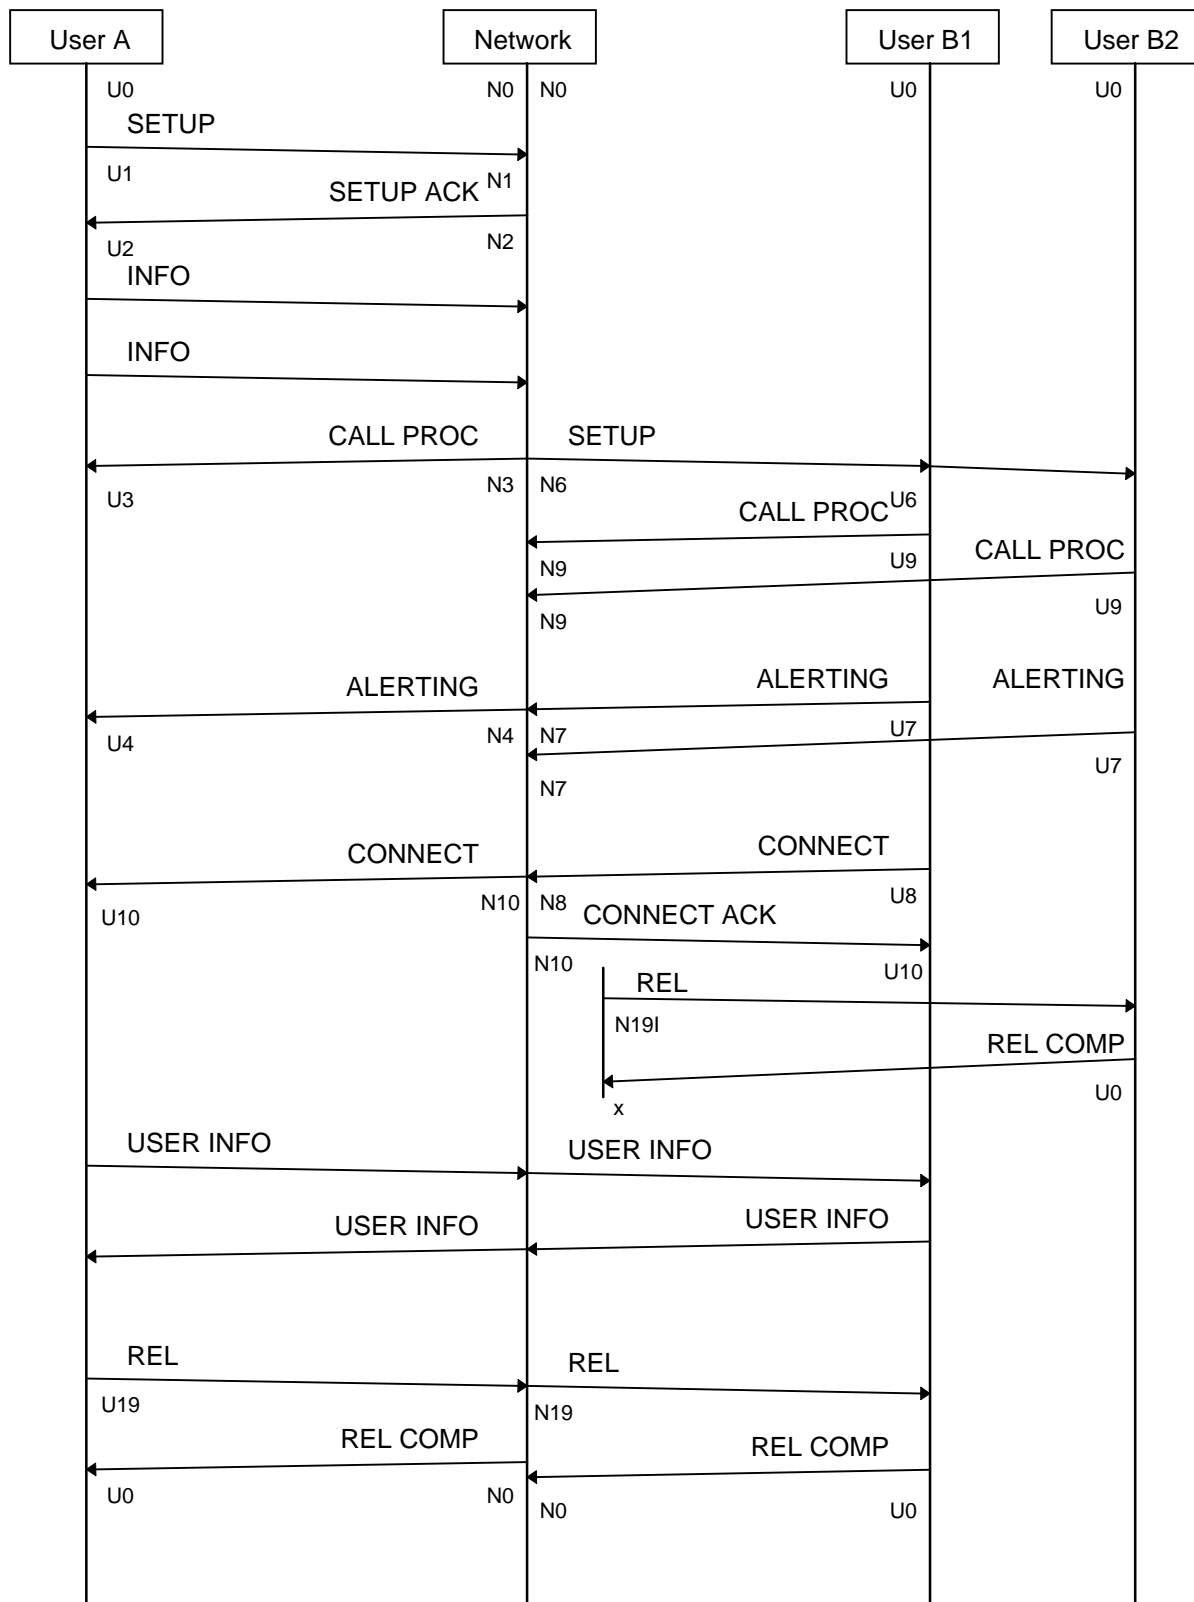 User A Network User B1 User B2
U0 N0 N0 U0 U0
SETUP
U1 N1
SETUP ACK
U2 N2
INFO
INFO
CALL PROC SETUP
U3 N3 N6 U6
CALL PROC
N9 U9 CALL PROC
N9 U9
ALERTING ALERTING ALERTING
U4 N4 N7 U7
N7 U7
CONNECT CONNECT
U10 N10 N8 U8
CONNECT ACK
N10 U10
REL
N19I
REL COMP
x U0
USER INFO USER INFO
USER INFO USER INFO
REL REL
U19 N19
REL COMP REL COMP
U0 N0 N0 U0